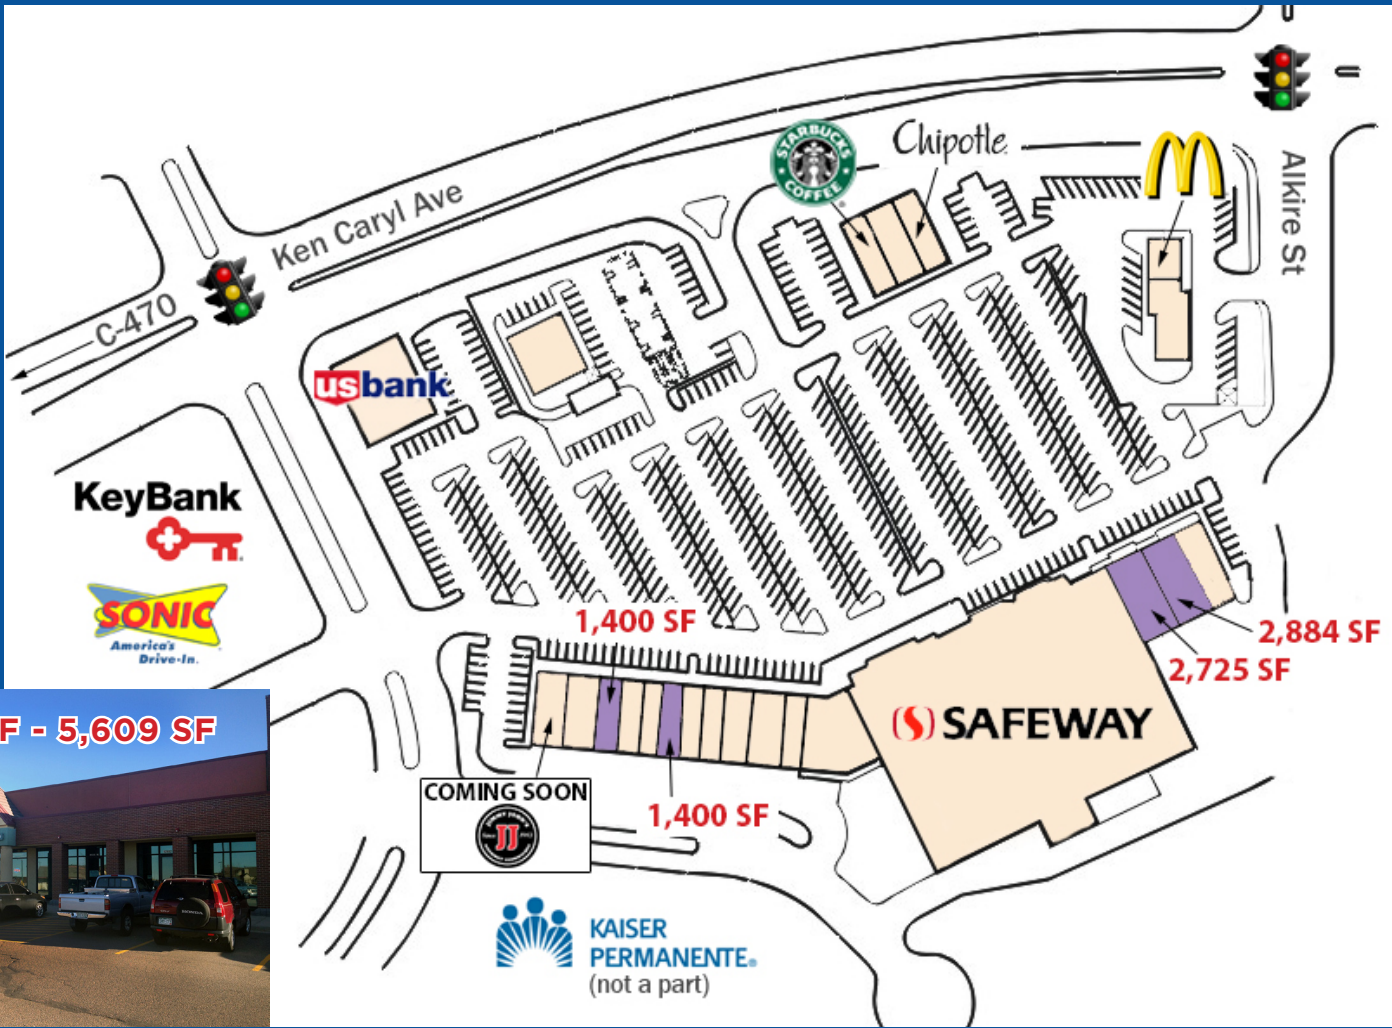 STARBUCKS
COFFEE
Chipotle
Alkire St
Ken Caryl Ave
C-470
usbank
KeyBank
SONIC
America's
Drive-In.
1,400 SF
2,884 SF
2,725 SF
F - 5,609 SF
SAFEWAY
COMING SOON
JJ
1,400 SF
KAISER
PERMANENTE®
(not a part)